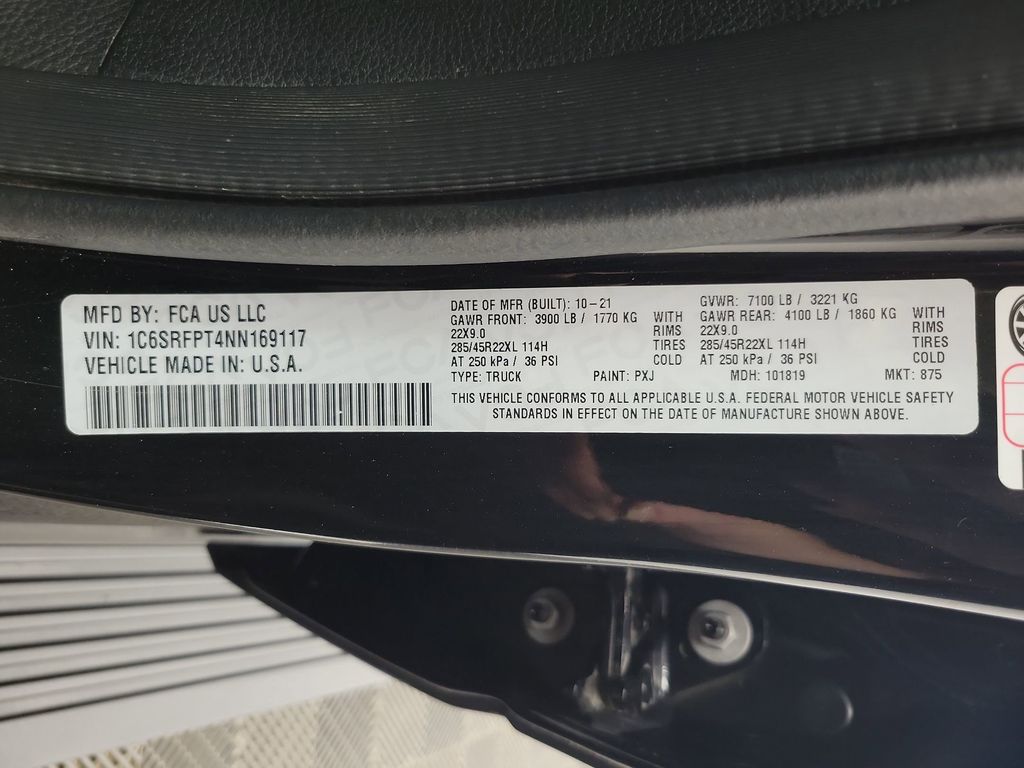 MFD BY: FCA US LLC
VIN: 1C6SRFPT4NN169117
VEHICLE MADE IN: U.S.A.
DATE OF MFR (BUILT): 10-21
GAWR FRONT: 3900 LB / 1770 KG WITH
22X9.0 RIMS
285/45R22XL 114H TIRES
AT 250 kPa / 36 PSI COLD
GVWR: 7100 LB / 3221 KG
GAWR REAR: 4100 LB / 1860 KG WITH
22X9.0 RIMS
285/45R22XL 114H TIRES
AT 250 kPa / 36 PSI COLD
TYPE: TRUCK PAINT: PXJ MDH: 101819 MKT: 875
THIS VEHICLE CONFORMS TO ALL APPLICABLE U.S.A. FEDERAL MOTOR VEHICLE SAFETY
STANDARDS IN EFFECT ON THE DATE OF MANUFACTURE SHOWN ABOVE.